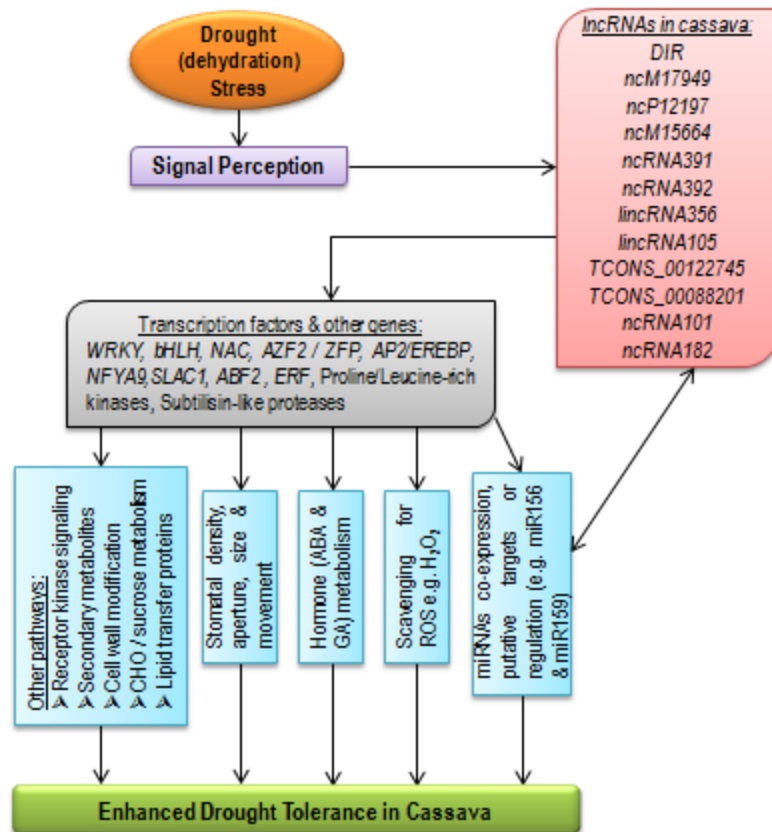 Drought
(dehydration)
Stress
Signal Perception
lncRNAs in cassava:
DIR
ncM17949
ncP12197
ncM15664
ncRNA391
ncRNA392
lincRNA356
lincRNA105
TCONS_00122745
TCONS_00088201
ncRNA101
ncRNA182
Transcription factors & other genes:
WRKY, bHLH, NAC, AZF2 / ZFP, AP2/EREBP,
NFYA9,SLAC1, ABF2 , ERF, Proline/Leucine-rich
kinases, Subtilisin-like proteases
Other pathways:
➢ Receptor kinase signaling
➢ Secondary metabolites
➢ Cell wall modification
➢ CHO / sucrose metabolism
➢ Lipid transfer proteins
Stomatal density,
aperture, size &
movement
Hormone (ABA &
GA) metabolism
Scavenging for
ROS e.g. H₂O₂
miRNAs co-expression,
putative targets or
regulation (e.g. miR156
& miR159)
Enhanced Drought Tolerance in Cassava